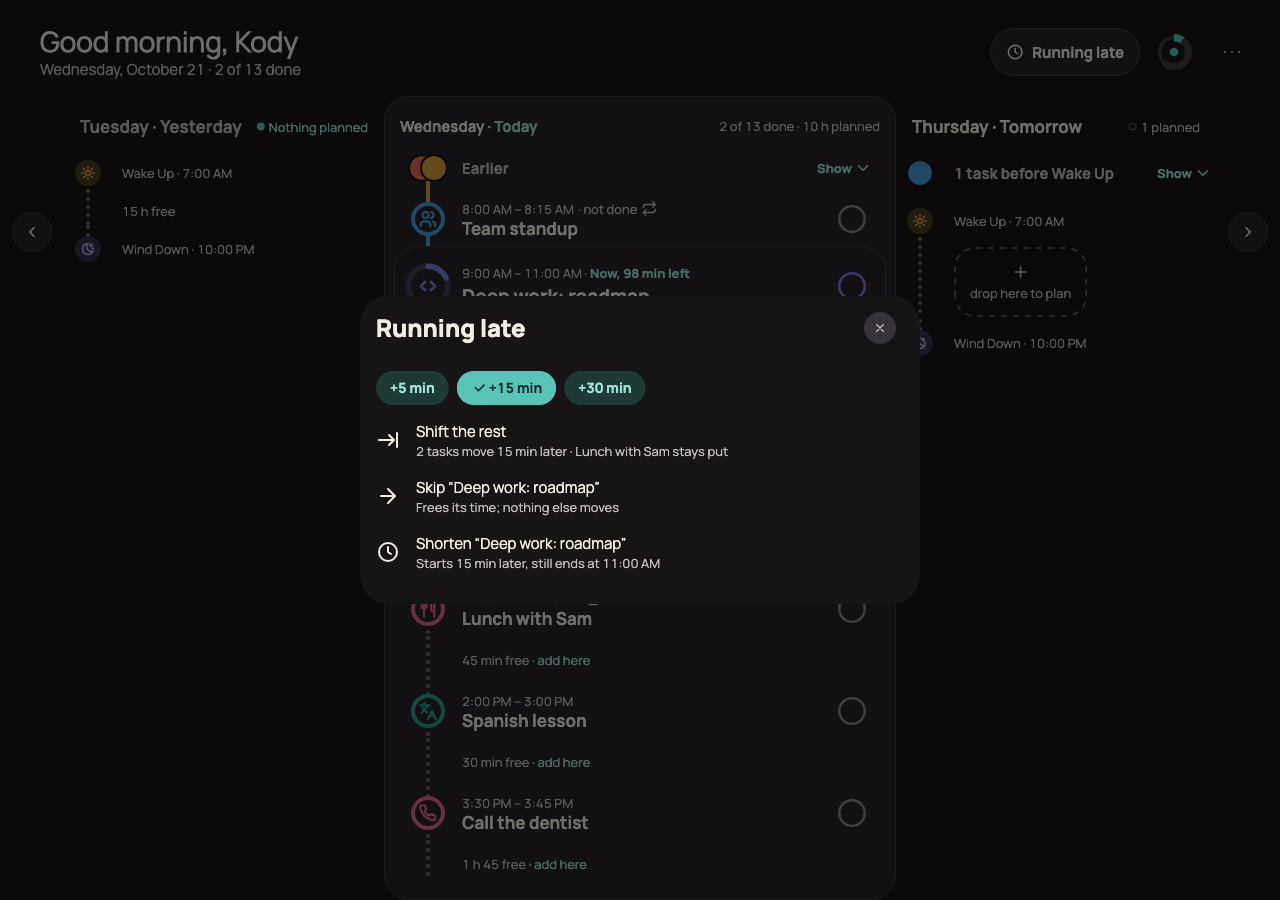 Good morning, Kody
Wednesday, October 21 · 2 of 13 done
Running late
Tuesday · Yesterday
Nothing planned
Wake Up · 7:00 AM
15 h free
Wind Down · 10:00 PM
Wednesday · Today
2 of 13 done · 10 h planned
Earlier
Show
8:00 AM – 8:15 AM · not done
Team standup
9:00 AM – 11:00 AM · Now, 98 min left
Deep work: roadmap
Thursday · Tomorrow
1 planned
1 task before Wake Up
Show
Wake Up · 7:00 AM
drop here to plan
Wind Down · 10:00 PM
Running late
+5 min
+15 min
+30 min
Shift the rest
2 tasks move 15 min later · Lunch with Sam stays put
Skip “Deep work: roadmap”
Frees its time; nothing else moves
Shorten “Deep work: roadmap”
Starts 15 min later, still ends at 11:00 AM
Lunch with Sam
45 min free · add here
2:00 PM – 3:00 PM
Spanish lesson
30 min free · add here
3:30 PM – 3:45 PM
Call the dentist
1 h 45 free · add here